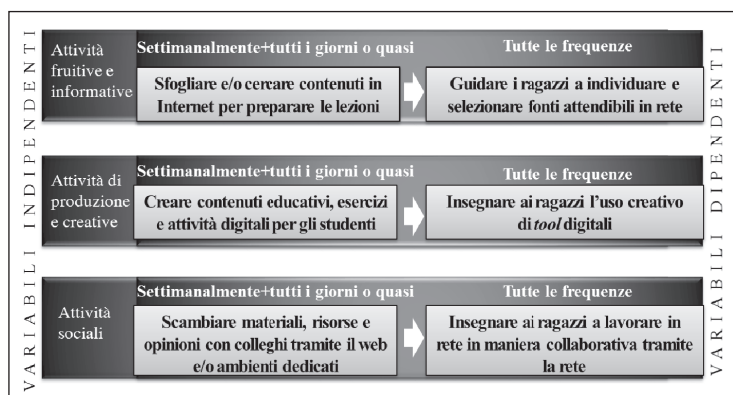 VARIABILI INDIPENDENTI
Attività
fruitive e
informative
Settimanalmente+tutti i giorni o quasi
Sfogliare e/o cercare contenuti in
Internet per preparare le lezioni
Tutte le frequenze
Guidare i ragazzi a individuare e
selezionare fonti attendibili in rete
Attività di
produzione
e creative
Settimanalmente+tutti i giorni o quasi
Creare contenuti educativi, esercizi
e attività digitali per gli studenti
Tutte le frequenze
Insegnare ai ragazzi l'uso creativo
di tool digitali
Attività
sociali
Settimanalmente+tutti i giorni o quasi
Scambiare materiali, risorse e
opinioni con colleghi tramite il web
e/o ambienti dedicati
Tutte le frequenze
Insegnare ai ragazzi a lavorare in
rete in maniera collaborativa tramite
la rete
VARIABILI DIPENDENTI